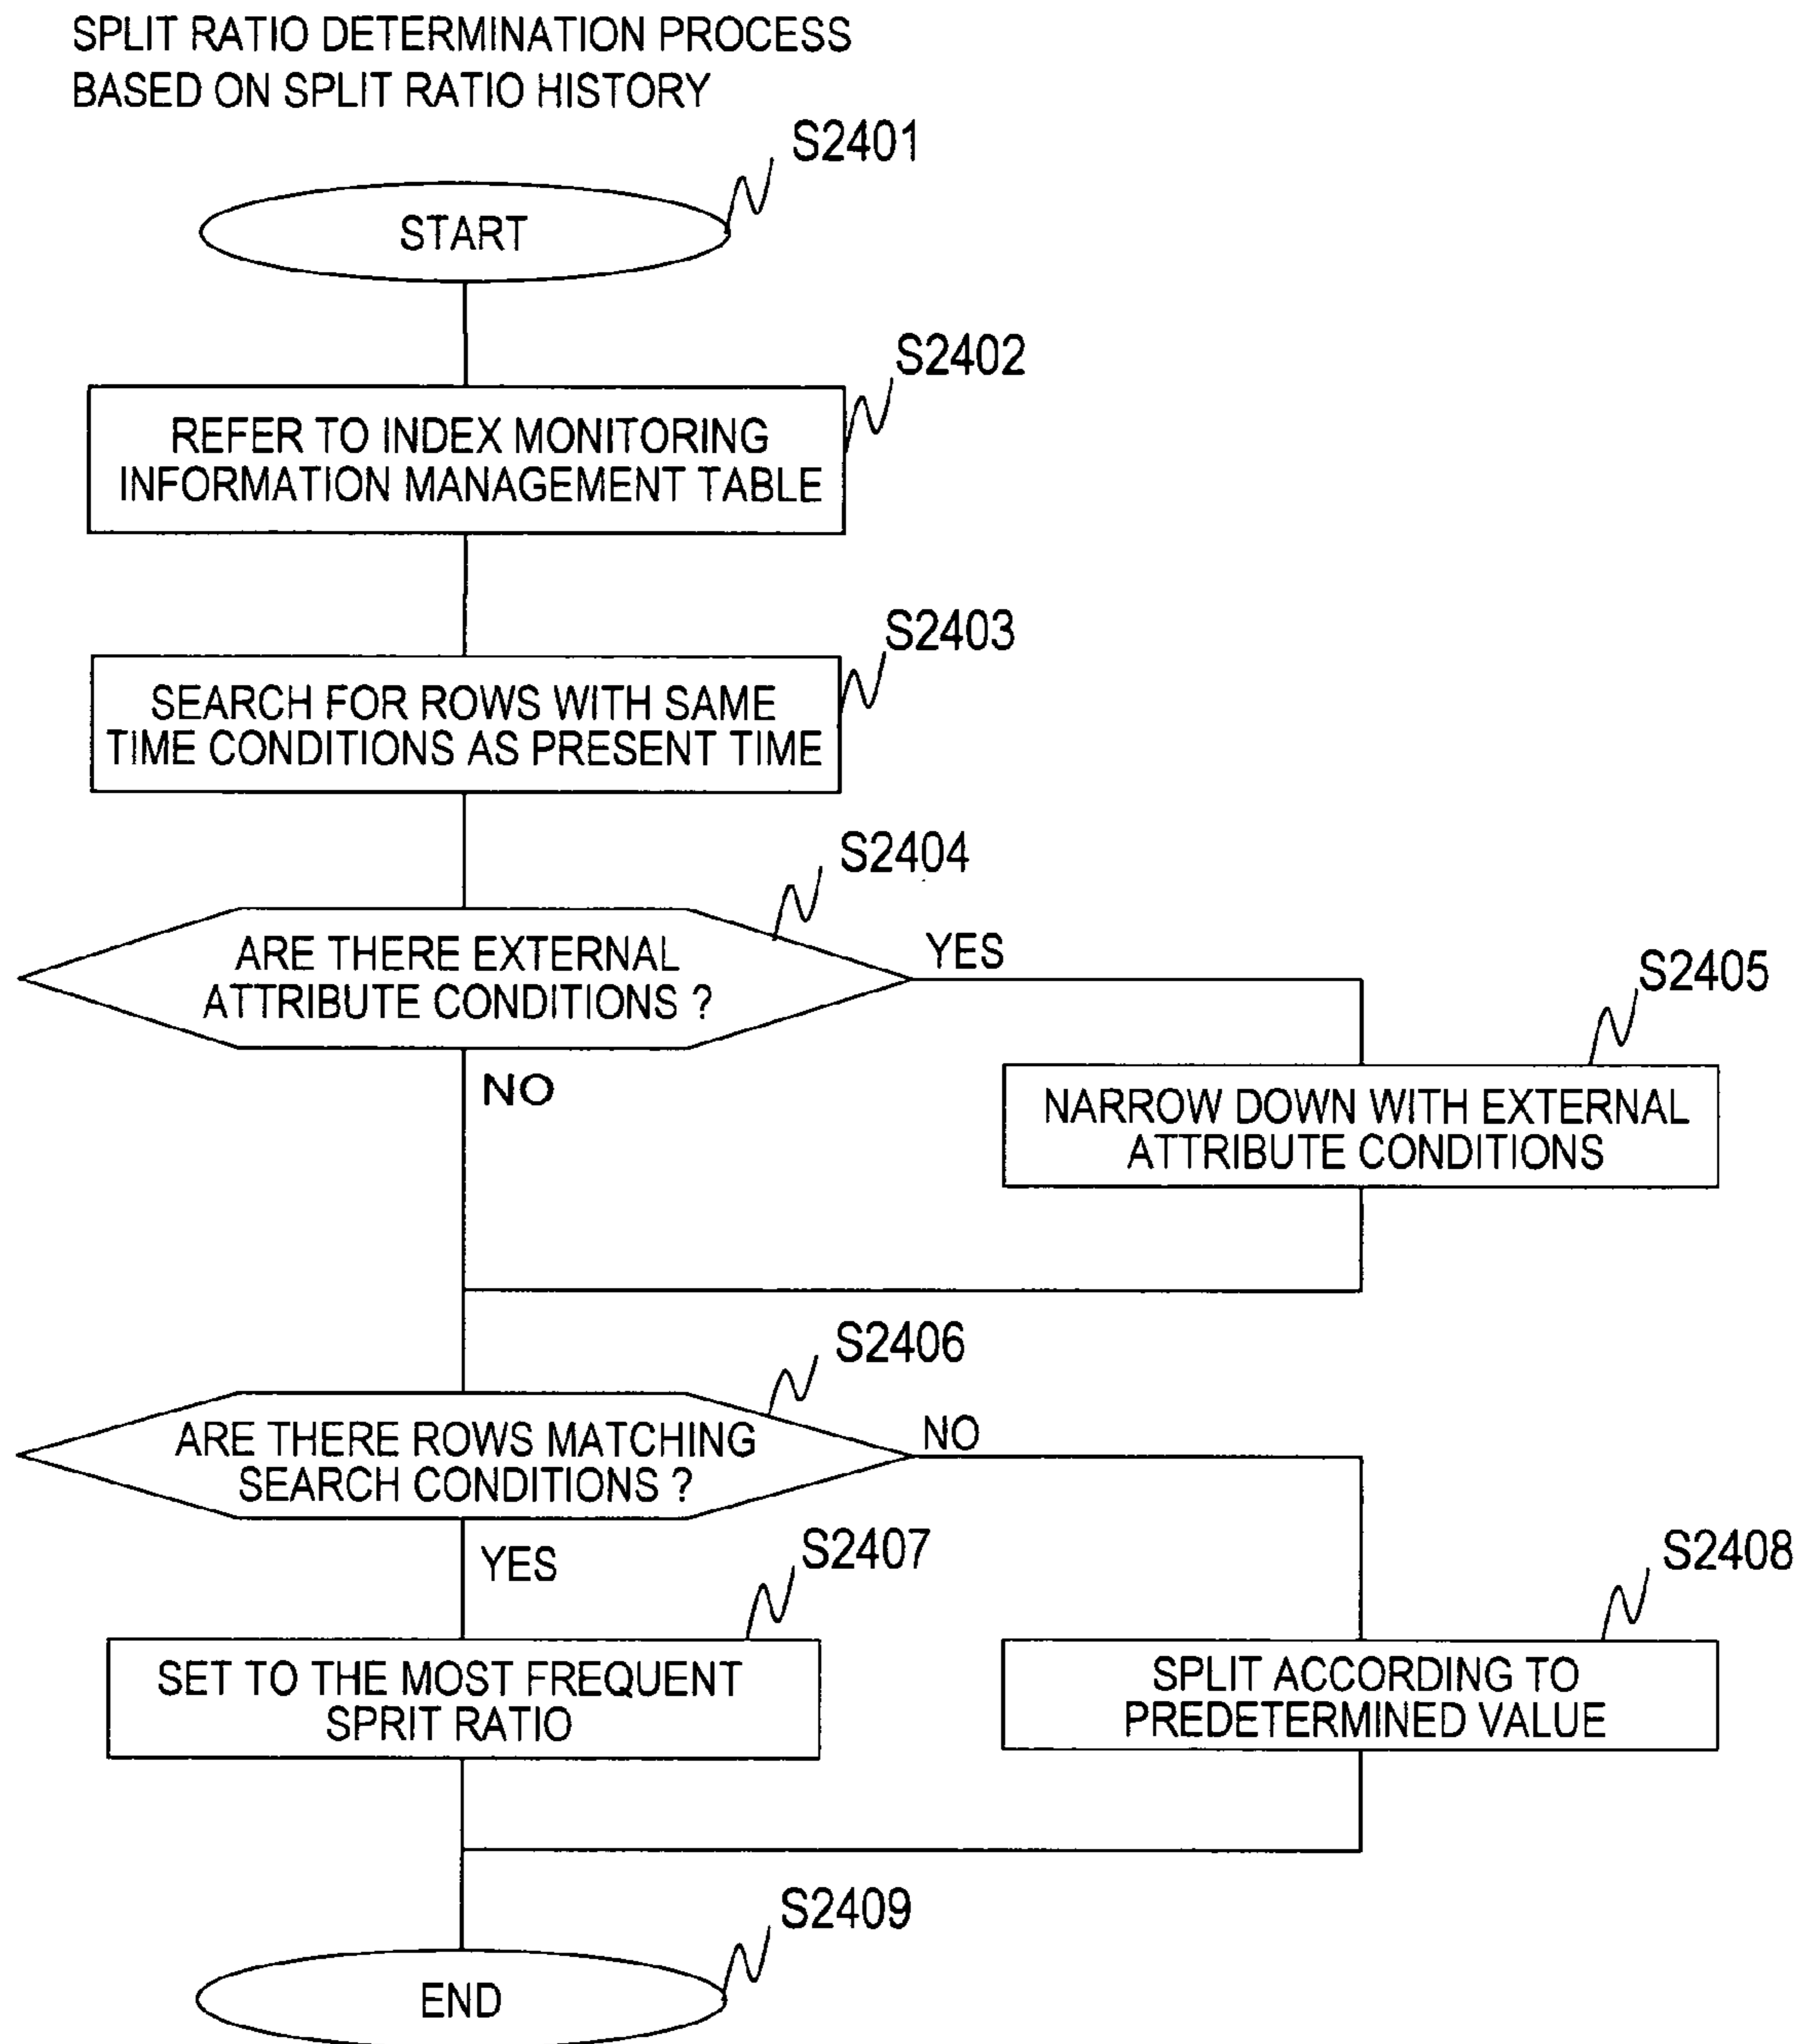 SPLIT RATIO DETERMINATION PROCESS
BASED ON SPLIT RATIO HISTORY
S2401
START
S2402
REFER TO INDEX MONITORING
INFORMATION MANAGEMENT TABLE
S2403
SEARCH FOR ROWS WITH SAME
TIME CONDITIONS AS PRESENT TIME
S2404
ARE THERE EXTERNAL
ATTRIBUTE CONDITIONS ?
YES
S2405
NO
NARROW DOWN WITH EXTERNAL
ATTRIBUTE CONDITIONS
S2406
ARE THERE ROWS MATCHING
SEARCH CONDITIONS ?
NO
YES
S2407
S2408
SET TO THE MOST FREQUENT
SPRIT RATIO
SPLIT ACCORDING TO
PREDETERMINED VALUE
S2409
END